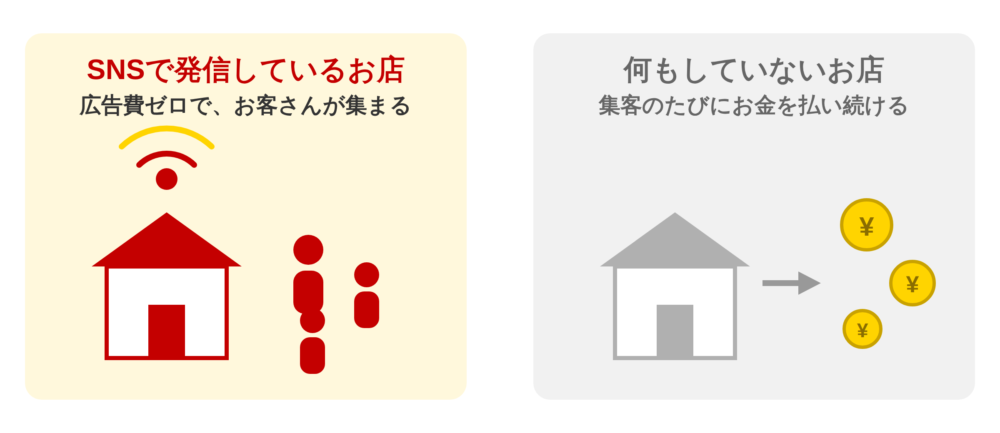 SNSで発信しているお店
広告費ゼロで、お客さんが集まる
何もしていないお店
集客のたびにお金を払い続ける
¥
¥
¥